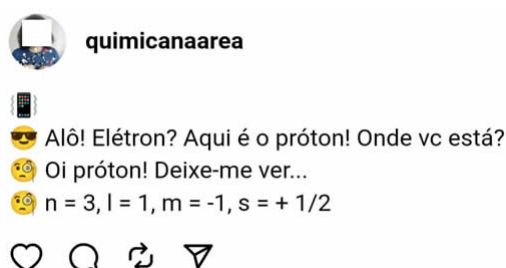 quimicanaarea
📳
😎 Alô! Elétron? Aqui é o próton! Onde vc está?
🧐 Oi próton! Deixe-me ver...
🧐 n = 3, l = 1, m = -1, s = + 1/2